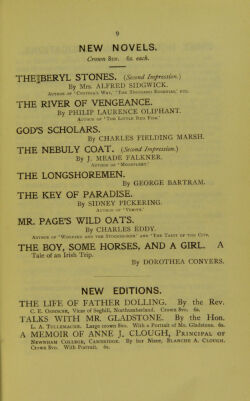 9
NEW NOVELS.
Crown 8vo. 6s. each.
THE BERYL STONES. (Second Impression.)
By Mrs. ALFRED SIDGWICK.
AUTHOR OF 'CYNTHIA'S WAY,' 'THE THOUSAND EUGENIAS,' ETC.
THE RIVER OF VENGEANCE.
By PHILIP LAURENCE OLIPHANT.
AUTHOR OF 'THE LITTLE RED FISH.'
GOD'S SCHOLARS.
By CHARLES FIELDING MARSH.
THE NEBULY COAT. (Second Impression.)
By J. MEADE FALKNER.
AUTHOR OF 'MOONFLEET.'
THE LONGSHOREMEN.
By GEORGE BARTRAM.
THE KEY OF PARADISE.
By SIDNEY PICKERING.
AUTHOR OF 'VERITY.'
MR. PAGE'S WILD OATS.
By CHARLES EDDY.
AUTHOR OF 'WINIFRED AND THE STOCKBROKER' AND 'THE TAINT OF THE CITY.'
THE BOY, SOME HORSES, AND A GIRL. A
Tale of an Irish Trip.
By DOROTHEA CONYERS.
NEW EDITIONS.
THE LIFE OF FATHER DOLLING. By the Rev.
C. E. OSBORNE, Vicar of Seghill, Northumberland. Crown 8vo. 6s.
TALKS WITH MR. GLADSTONE. By the Hon.
L. A. TOLLEMACHE. Large crown 8vo. With a Portrait of Mr. Gladstone. 6s.
A MEMOIR OF ANNE J. CLOUGH, PRINCIPAL OF
NEWNHAM COLLEGE, CAMBRIDGE. By her Niece, BLANCHE A. CLOUGH.
Crown 8vo. With Portrait. 6s.